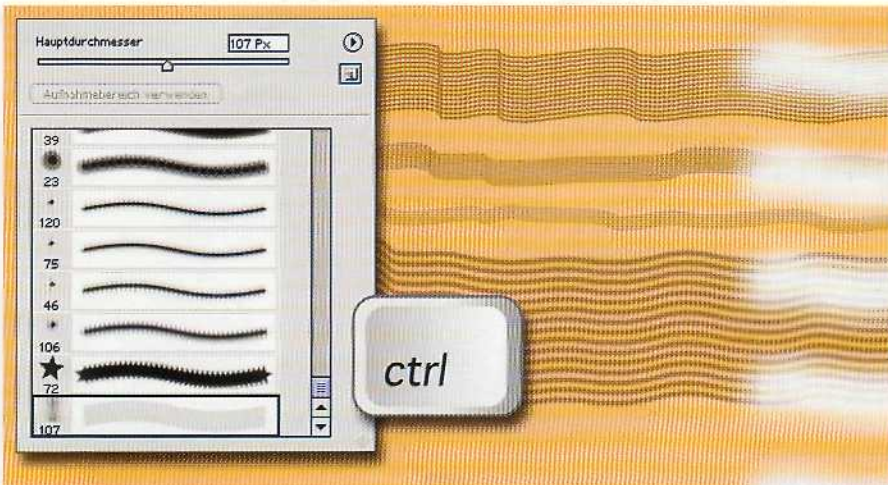 Hauptdurchmesser
107 Px
Aufnahmebereich verwenden
39
23
120
75
46
106
72
107
ctrl